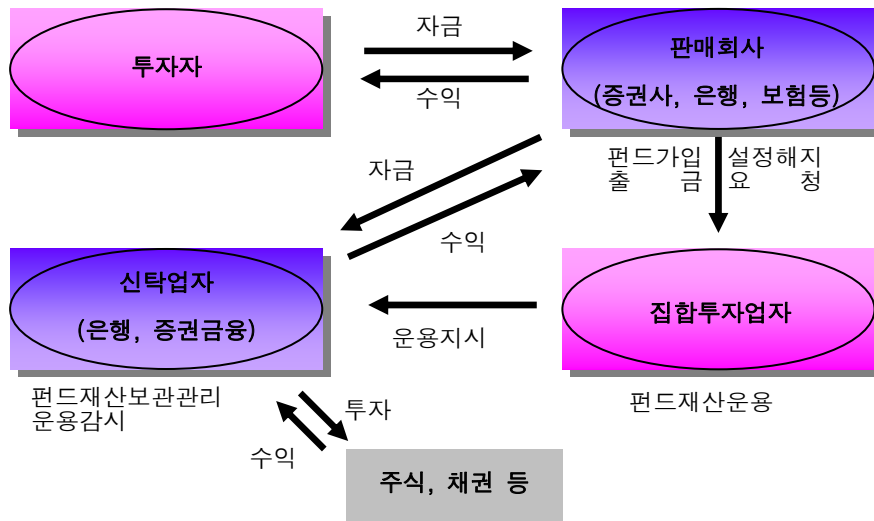 투자자
자금
수익
판매회사
(증권사, 은행, 보험등)
펀드가입
출 금
설정해지
요 청
자금
수익
신탁업자
(은행, 증권금융)
운용지시
집합투자업자
펀드재산보관관리
운용감시
펀드재산운용
투자
수익
주식, 채권 등